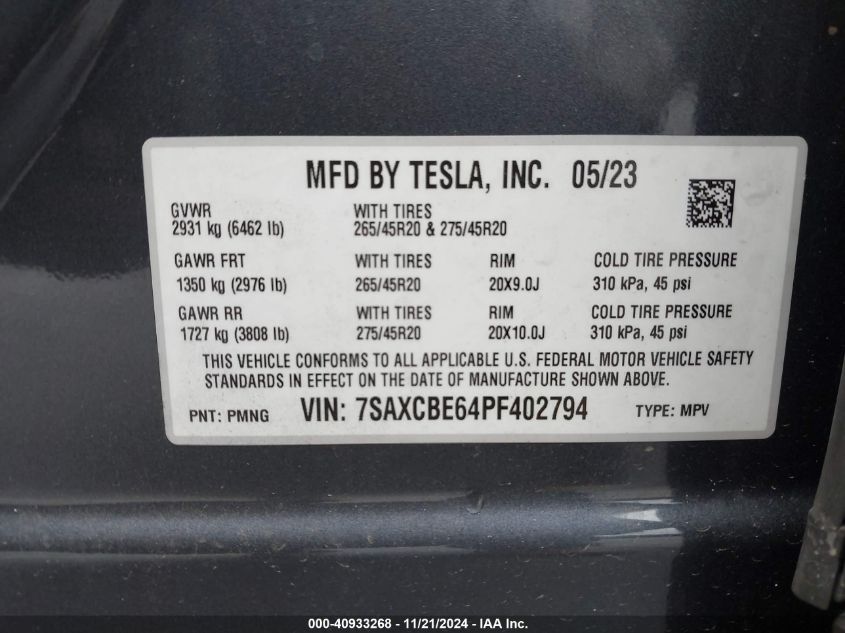 MFD BY TESLA, INC. 05/23
GVWR WITH TIRES
2931 kg (6462 lb) 265/45R20 & 275/45R20
GAWR FRT WITH TIRES RIM COLD TIRE PRESSURE
1350 kg (2976 lb) 265/45R20 20X9.0J 310 kPa, 45 psi
GAWR RR WITH TIRES RIM COLD TIRE PRESSURE
1727 kg (3808 lb) 275/45R20 20X10.0J 310 kPa, 45 psi
THIS VEHICLE CONFORMS TO ALL APPLICABLE U.S. FEDERAL MOTOR VEHICLE SAFETY
STANDARDS IN EFFECT ON THE DATE OF MANUFACTURE SHOWN ABOVE.
PNT: PMNG VIN: 7SAXCBE64PF402794 TYPE: MPV
000-40933268 - 11/21/2024 - IAA Inc.